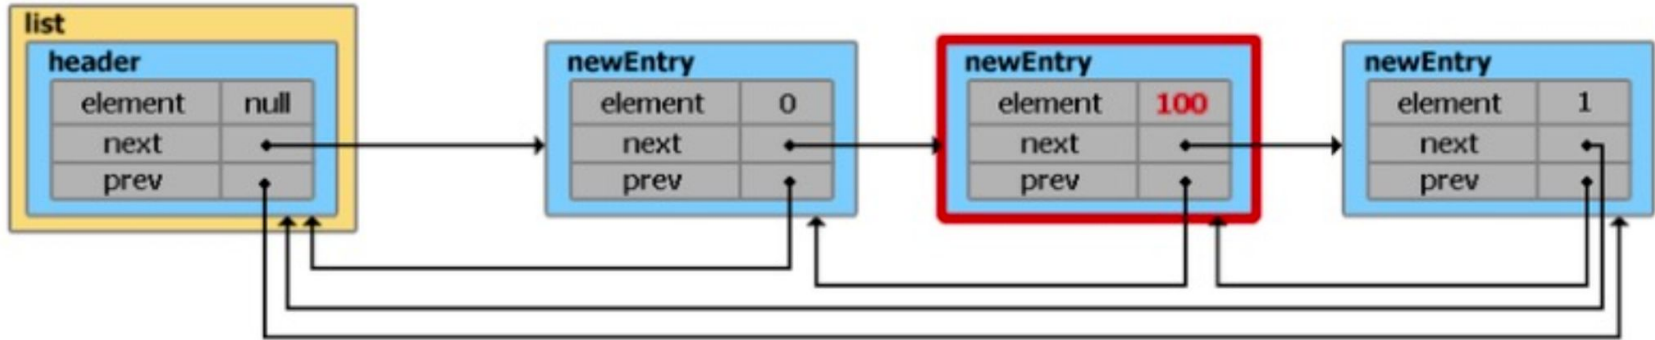 list
header
element null
next
prev
newEntry
element 0
next
prev
newEntry
element 100
next
prev
newEntry
element 1
next
prev